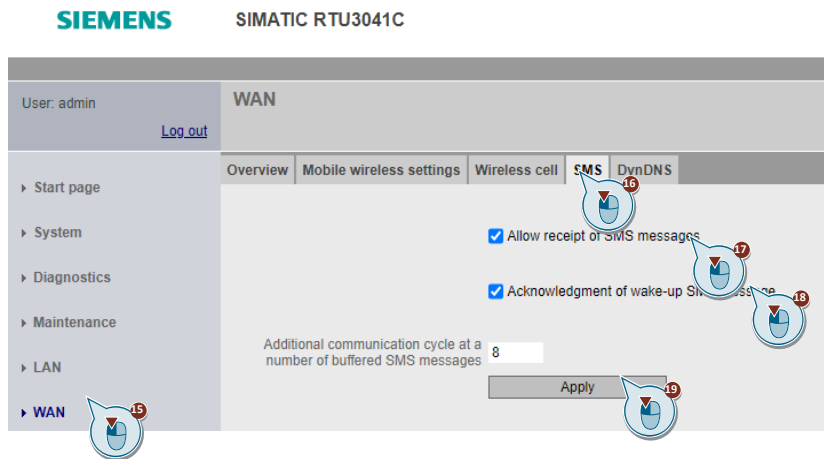 SIEMENS SIMATIC RTU3041C
User: admin
Log out
WAN
Overview Mobile wireless settings Wireless cell SMS DynDNS
Start page
System
Diagnostics
Maintenance
LAN
WAN
15
16
Allow receipt of SMS messages
17
Acknowledgment of wake-up SMS message
18
Additional communication cycle at a
number of buffered SMS messages
8
Apply
19